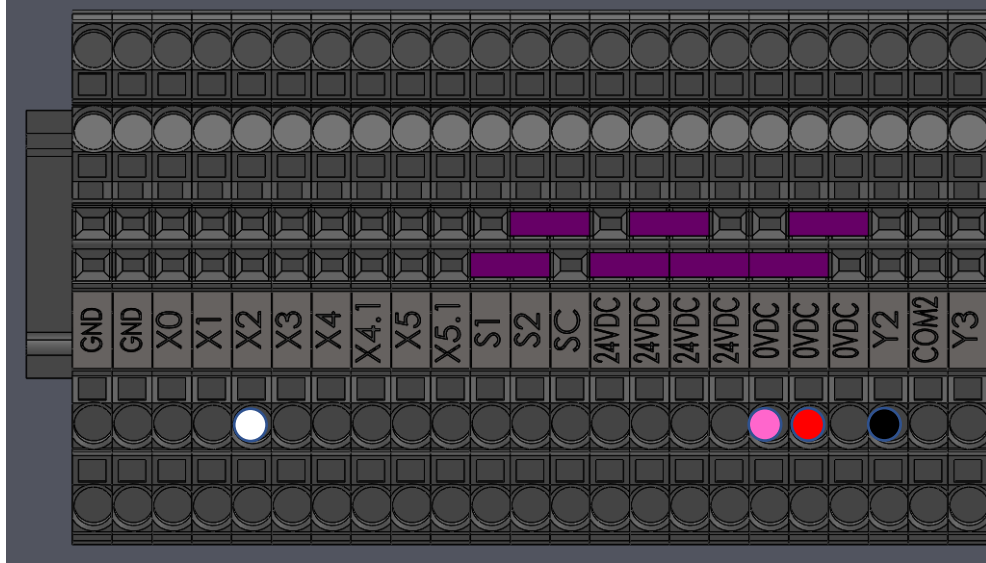 GND
GND
X0
X1
X2
X3
X4
X4.1
X5
X5.1
S1
S2
SC
24VDC
24VDC
24VDC
24VDC
0VDC
0VDC
0VDC
Y2
COM2
Y3